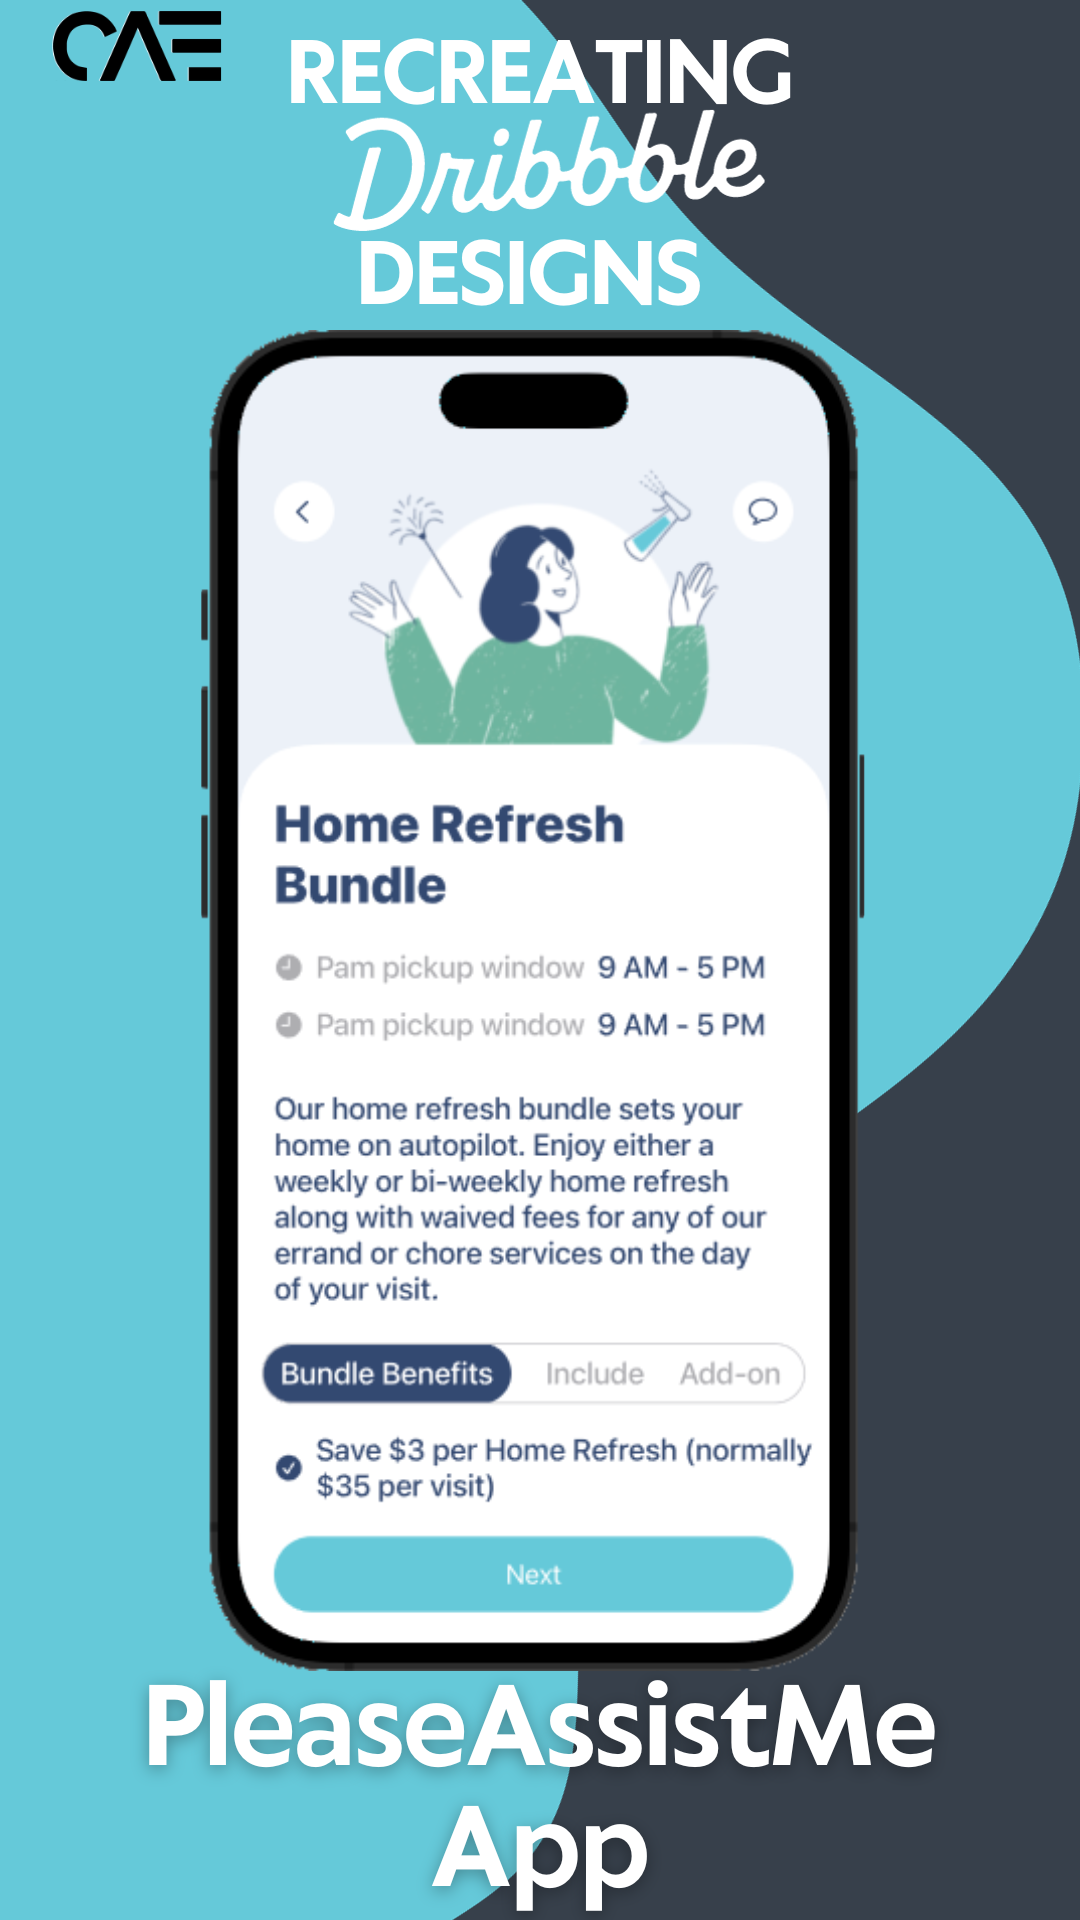 CAE
RECREATING
Dribbble
DESIGNS
Home Refresh
Bundle
Pam pickup window 9 AM - 5 PM
Pam pickup window 9 AM - 5 PM
Our home refresh bundle sets your
home on autopilot. Enjoy either a
weekly or bi-weekly home refresh
along with waived fees for any of our
errand or chore services on the day
of your visit.
Bundle Benefits Include Add-on
Save $3 per Home Refresh (normally
$35 per visit)
Next
PleaseAssistMe
App